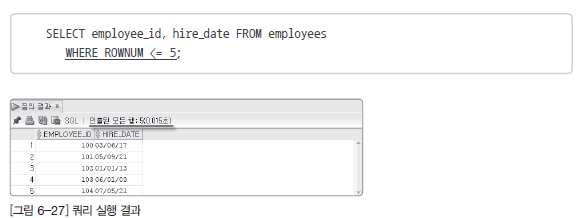 SELECT employee_id, hire_date FROM employees
WHERE ROWNUM <= 5;
질의 결과 ×
SQL | 인출된 모든 행: 5(0.015초)
EMPLOYEE_ID HIRE_DATE
1 100 03/06/17
2 101 05/09/21
3 102 01/01/13
4 103 06/01/03
5 104 07/05/21
[그림 6-27] 쿼리 실행 결과